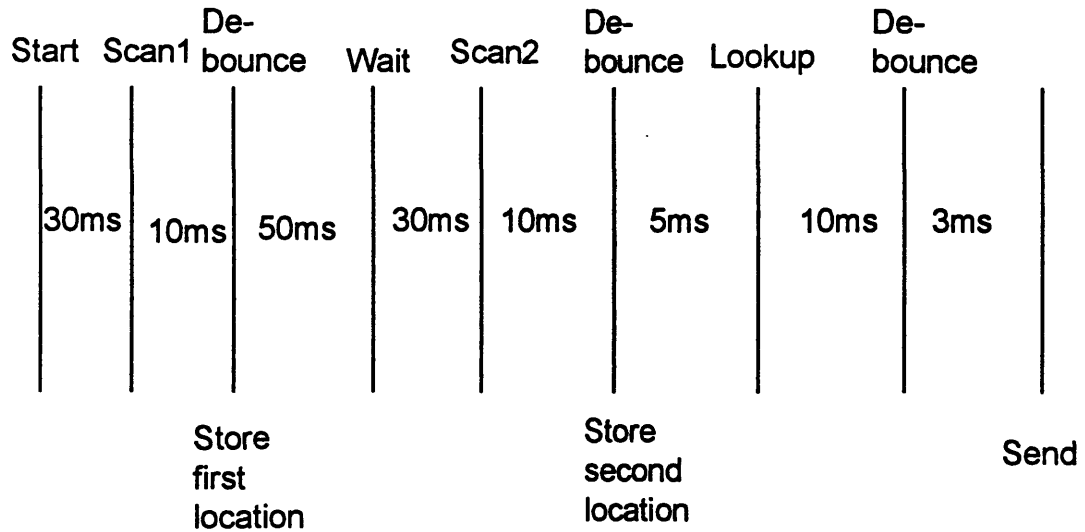 Start
Scan1
De-
bounce
Wait
Scan2
De-
bounce
Lookup
De-
bounce
30ms
10ms
50ms
30ms
10ms
5ms
10ms
3ms
Store
first
location
Store
second
location
Send